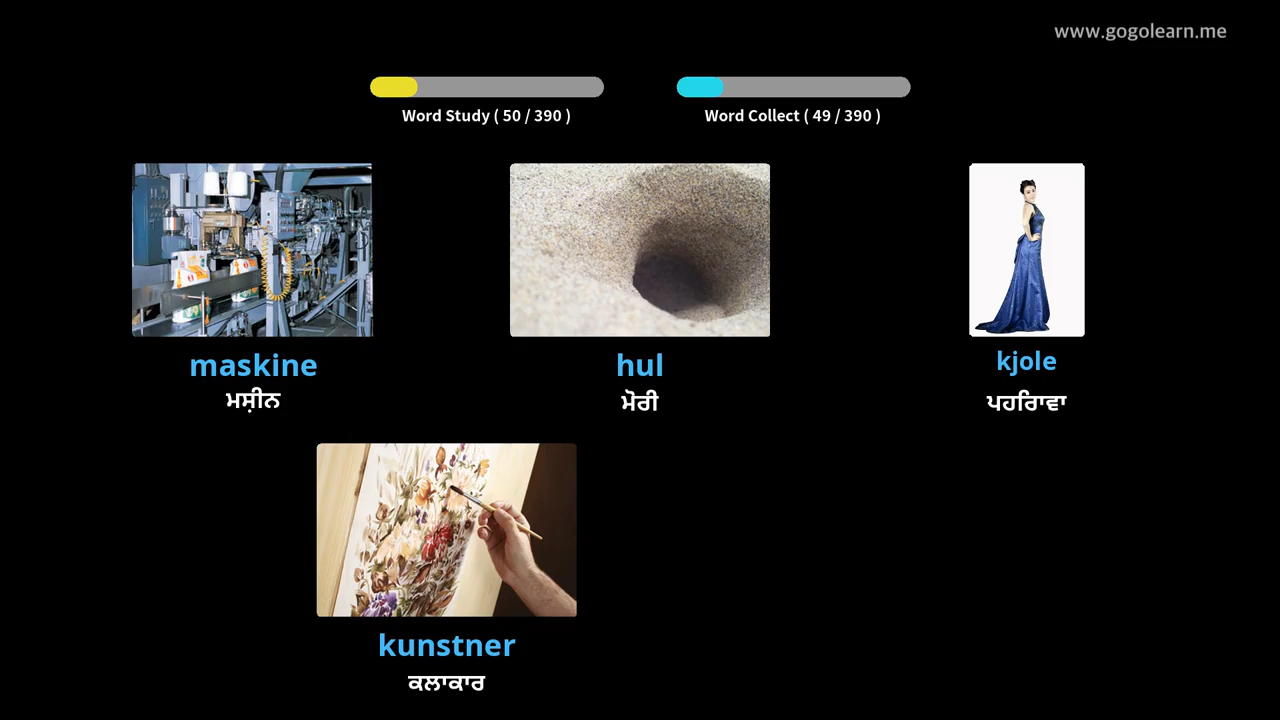 www.gogolearn.me
Word Study ( 50 / 390 )
Word Collect ( 49 / 390 )
maskine
ਮਸ਼ੀਨ
hul
ਮੋਰੀ
kjole
ਪਹਿਰਾਵਾ
kunstner
ਕਲਾਕਾਰ